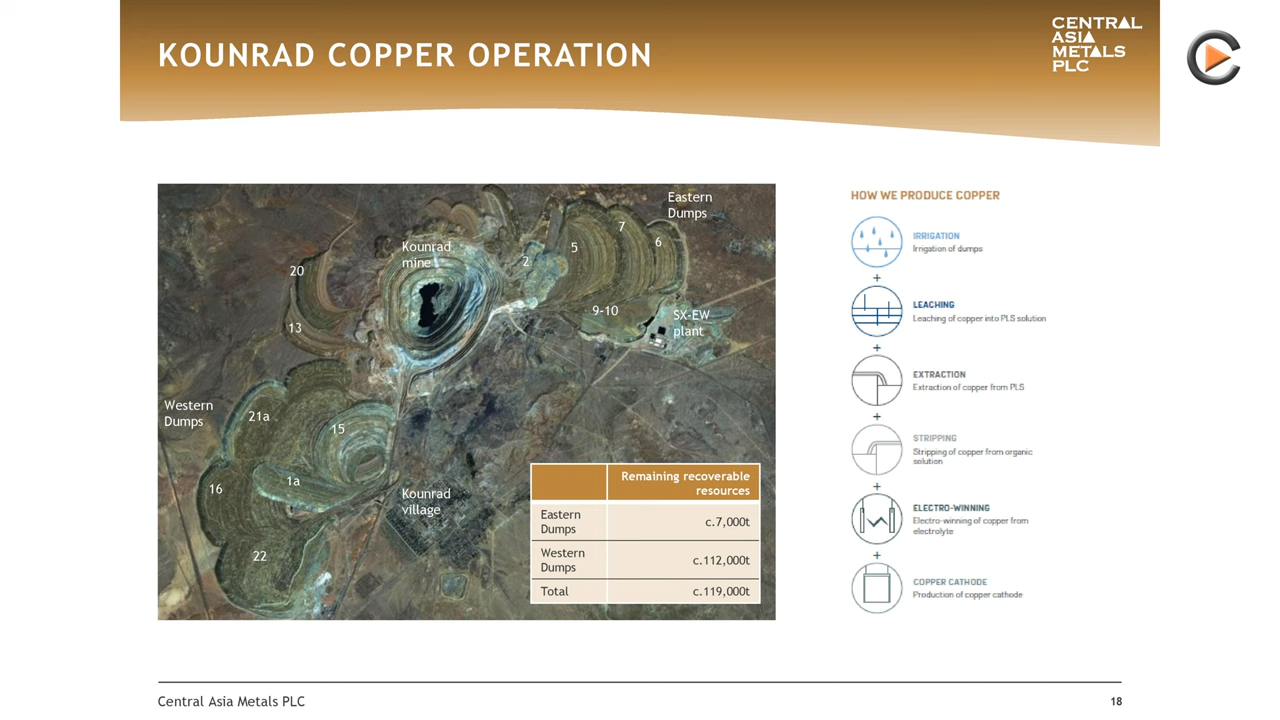 KOUNRAD COPPER OPERATION
CENTRAL
ASIA
METALS
PLC
Eastern
Dumps
7
6
5
Kounrad
mine
2
20
9-10
SX-EW
plant
13
Western
Dumps
21a
15
1a
16
Kounrad
village
22
Remaining recoverable
resources
Eastern
Dumps
c.7,000t
Western
Dumps
c.112,000t
Total
c.119,000t
HOW WE PRODUCE COPPER
IRRIGATION
Irrigation of dumps
+
LEACHING
Leaching of copper into PLS solution
+
EXTRACTION
Extraction of copper from PLS
+
STRIPPING
Stripping of copper from organic
solution
+
ELECTRO-WINNING
Electro-winning of copper from
electrolyte
+
COPPER CATHODE
Production of copper cathode
Central Asia Metals PLC
18